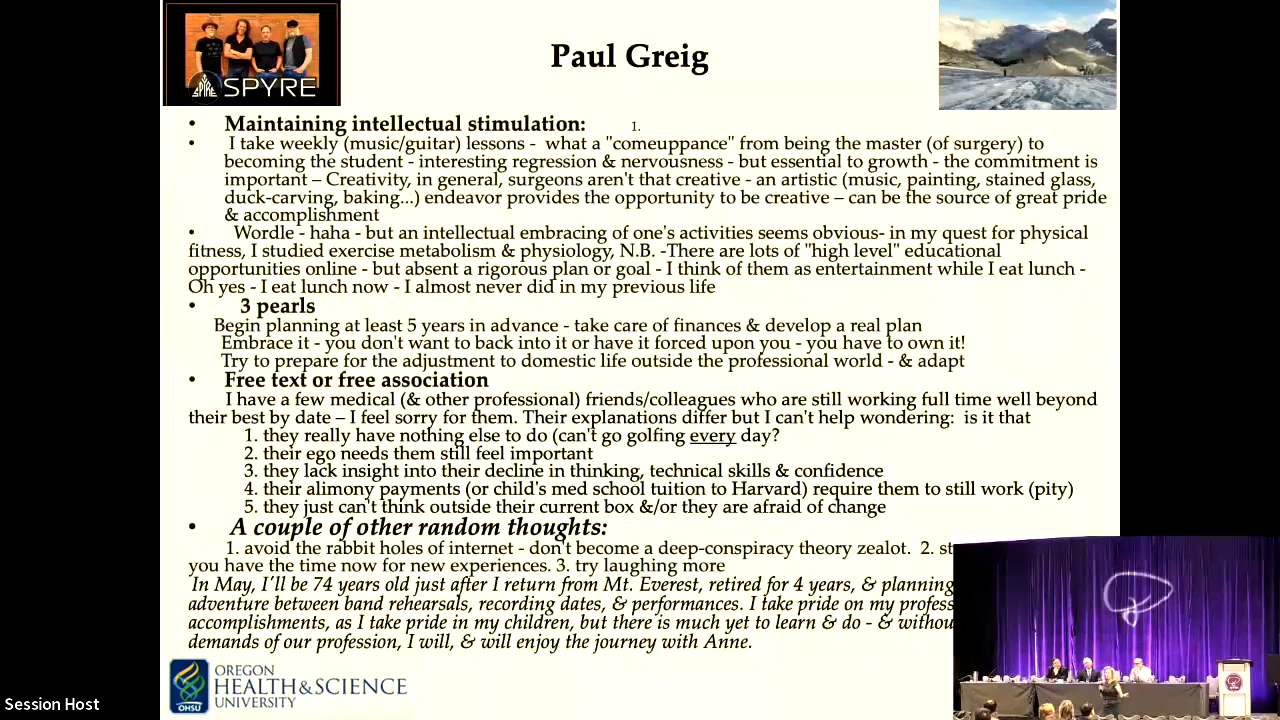 SPYRE
Paul Greig
• Maintaining intellectual stimulation: 1.
• I take weekly (music/guitar) lessons - what a "comeuppance" from being the master (of surgery) to
becoming the student - interesting regression & nervousness - but essential to growth - the commitment is
important – Creativity, in general, surgeons aren't that creative - an artistic (music, painting, stained glass,
duck-carving, baking...) endeavor provides the opportunity to be creative – can be the source of great pride
& accomplishment
• Wordle - haha - but an intellectual embracing of one's activities seems obvious- in my quest for physical
fitness, I studied exercise metabolism & physiology, N.B. -There are lots of "high level" educational
opportunities online - but absent a rigorous plan or goal - I think of them as entertainment while I eat lunch -
Oh yes - I eat lunch now - I almost never did in my previous life
• 3 pearls
Begin planning at least 5 years in advance - take care of finances & develop a real plan
Embrace it - you don't want to back into it or have it forced upon you - you have to own it!
Try to prepare for the adjustment to domestic life outside the professional world - & adapt
• Free text or free association
I have a few medical (& other professional) friends/colleagues who are still working full time well beyond
their best by date – I feel sorry for them. Their explanations differ but I can't help wondering: is it that
1. they really have nothing else to do (can't go golfing every day?
2. their ego needs them still feel important
3. they lack insight into their decline in thinking, technical skills & confidence
4. their alimony payments (or child's med school tuition to Harvard) require them to still work (pity)
5. they just can't think outside their current box &/or they are afraid of change
• A couple of other random thoughts:
1. avoid the rabbit holes of internet - don't become a deep-conspiracy theory zealot. 2. st
you have the time now for new experiences. 3. try laughing more
In May, I'll be 74 years old just after I return from Mt. Everest, retired for 4 years, & planning
adventure between band rehearsals, recording dates, & performances. I take pride on my profess
accomplishments, as I take pride in my children, but there is much yet to learn & do - & withou
demands of our profession, I will, & will enjoy the journey with Anne.
OHSU
OREGON
HEALTH&SCIENCE
UNIVERSITY
Session Host